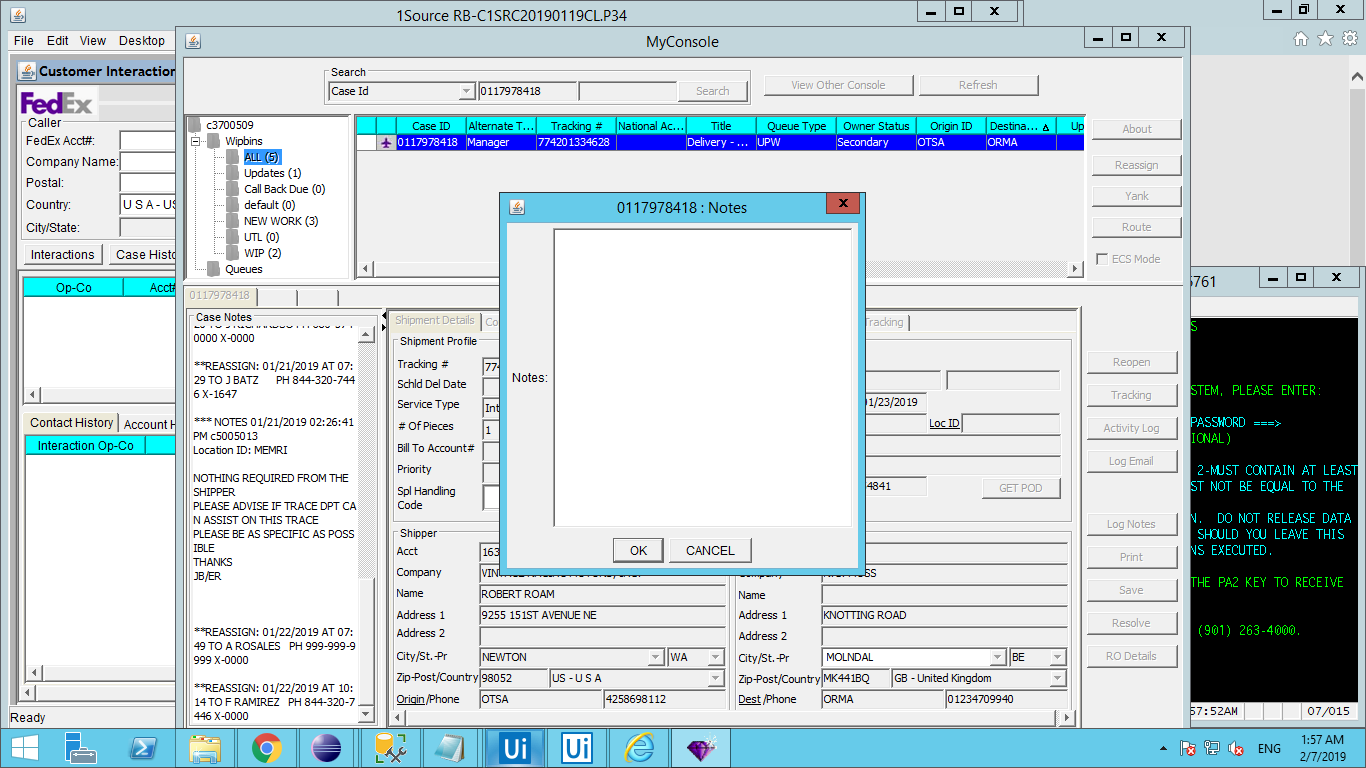 1Source RB-C1SRC20190119CL.P34
File Edit View Desktop
MyConsole
Customer Interaction
FedEx
Caller
FedEx Acct#:
Company Name:
Postal:
Country:
U S A - US
City/State:
Interactions
Case Histo
Op-Co
Acct#
Contact History
Account H
Interaction Op-Co
Ready
Search
Case Id
0117978418
Search
View Other Console
Refresh
c3700509
Wipbins
ALL (5)
Updates (1)
Call Back Due (0)
default (0)
NEW WORK (3)
UTL (0)
WIP (2)
Queues
Case ID Alternate T... Tracking # National Ac... Title Queue Type Owner Status Origin ID Destina... Up
0117978418 Manager 774201334628 Delivery - ... UPW Secondary OTSA ORMA
About
Reassign
Yank
Route
ECS Mode
0117978418
Case Notes
0000 X-0000
**REASSIGN: 01/21/2019 AT 07:
29 TO J BATZ PH 844-320-744
6 X-1647
*** NOTES 01/21/2019 02:26:41
PM c5005013
Location ID: MEMRI
NOTHING REQUIRED FROM THE
SHIPPER
PLEASE ADVISE IF TRACE DPT CA
N ASSIST ON THIS TRACE
PLEASE BE AS SPECIFIC AS POSS
IBLE
THANKS
JB/ER
**REASSIGN: 01/22/2019 AT 07:
49 TO A ROSALES PH 999-999-9
999 X-0000
**REASSIGN: 01/22/2019 AT 10:
14 TO F RAMIREZ PH 844-320-7
446 X-0000
Shipment Details
Co
Tracking
Shipment Profile
Tracking #
774
Schld Del Date
Service Type
Int
01/23/2019
# Of Pieces
1
Loc ID
Bill To Account#
Priority
Spl Handling
Code
4841
GET POD
0117978418 : Notes
Notes:
OK
CANCEL
Shipper
Acct
163
Company
Name
ROBERT ROAM
Address 1
9255 151ST AVENUE NE
Address 2
City/St.-Pr
NEWTON
WA
Zip-Post/Country
98052
US - U S A
Origin /Phone
OTSA
4258698112
Name
Address 1
KNOTTING ROAD
Address 2
City/St.-Pr
MOLNDAL
BE
Zip-Post/Country
MK441BQ
GB - United Kingdom
Dest /Phone
ORMA
01234709940
Reopen
Tracking
Activity Log
Log Email
Log Notes
Print
Save
Resolve
RO Details
5761
S
STEM, PLEASE ENTER:
PASSWORD ===>
IONAL)
2-MUST CONTAIN AT LEAST
ST NOT BE EQUAL TO THE
N. DO NOT RELEASE DATA
SHOULD YOU LEAVE THIS
NS EXECUTED.
THE PA2 KEY TO RECEIVE
(901) 263-4000.
57:52AM
07/015
Ui
Ui
ENG
1:57 AM
2/7/2019